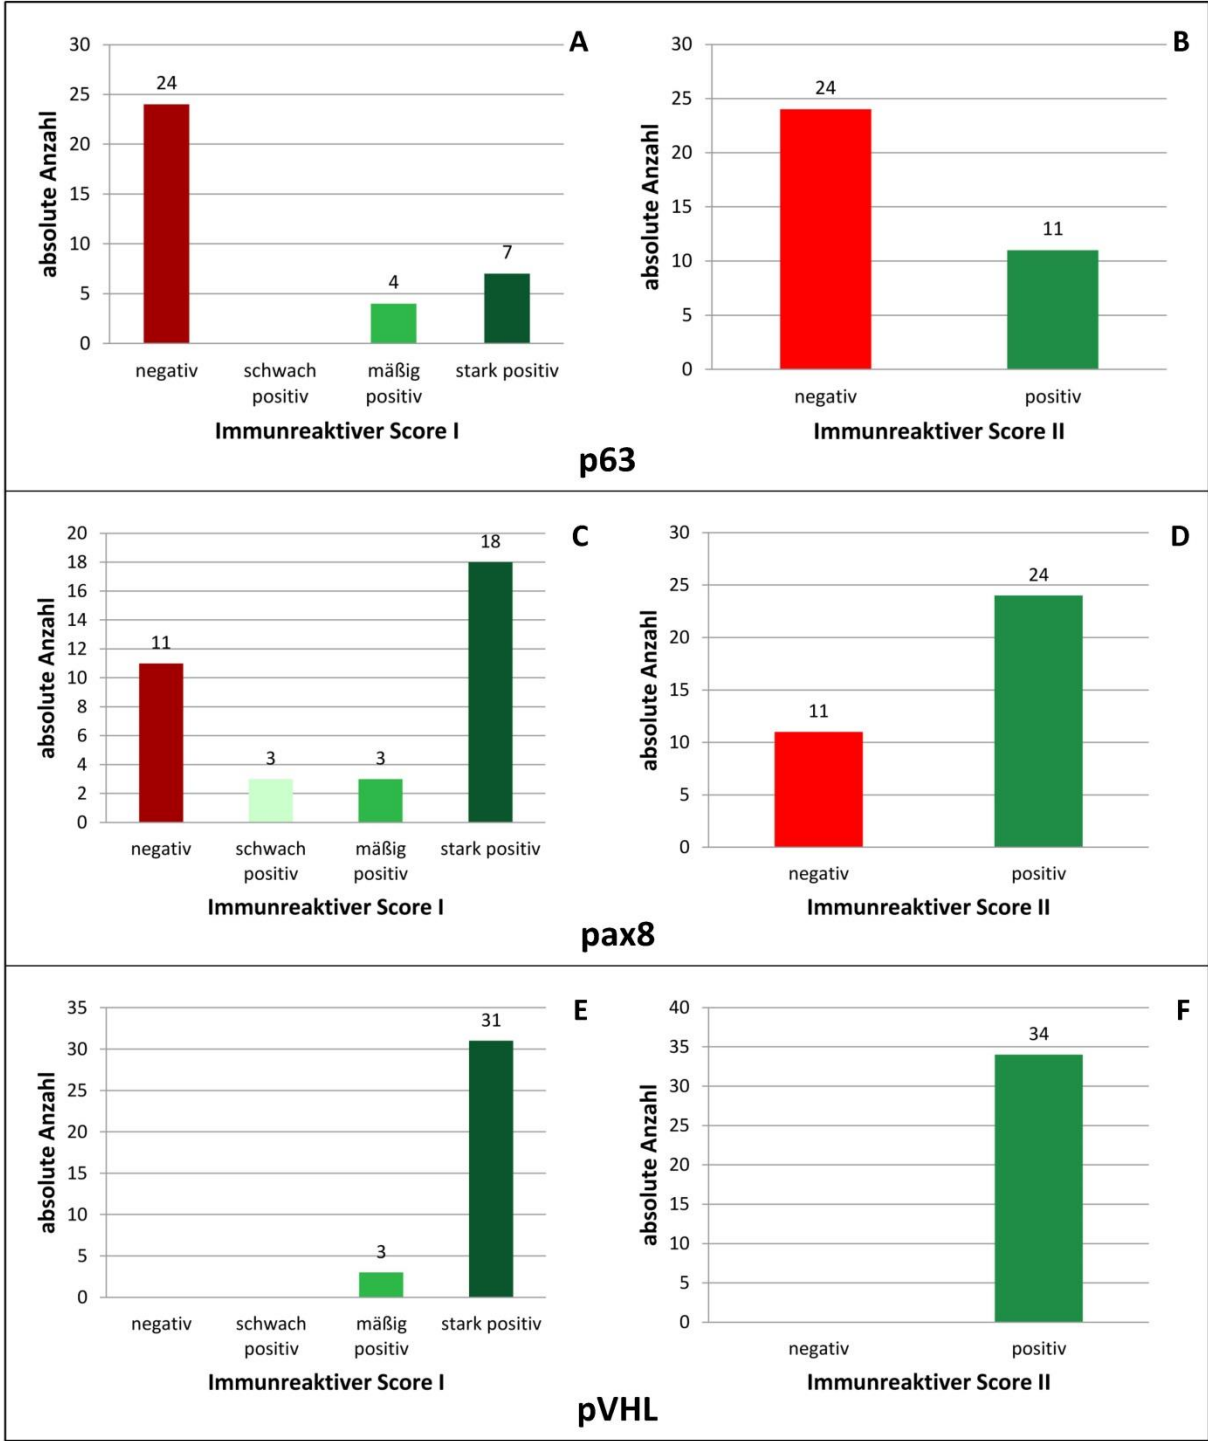 A
30
25
20
15
10
5
0
absolute Anzahl
24
4
7
negativ
schwach
positiv
mäßig
positiv
stark positiv
Immunreaktiver Score I
B
30
25
20
15
10
5
0
absolute Anzahl
24
11
negativ
positiv
Immunreaktiver Score II
p63
C
20
18
16
14
12
10
8
6
4
2
0
absolute Anzahl
11
3
3
18
negativ
schwach
positiv
mäßig
positiv
stark positiv
Immunreaktiver Score I
D
30
25
20
15
10
5
0
absolute Anzahl
11
24
negativ
positiv
Immunreaktiver Score II
pax8
E
35
30
25
20
15
10
5
0
absolute Anzahl
3
31
negativ
schwach
positiv
mäßig
positiv
stark positiv
Immunreaktiver Score I
F
40
35
30
25
20
15
10
5
0
absolute Anzahl
34
negativ
positiv
Immunreaktiver Score II
pVHL